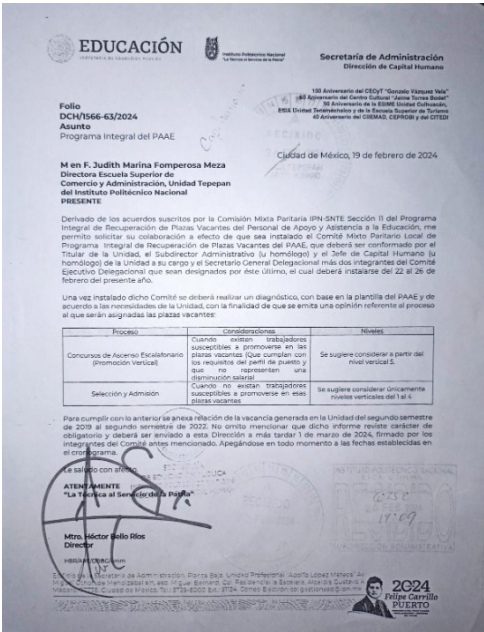 EDUCACIÓN
SECRETARÍA DE EDUCACIÓN PÚBLICA
Instituto Politécnico Nacional
"La Técnica al Servicio de la Patria"
Secretaría de Administración
Dirección de Capital Humano
150 Aniversario del CECyT "Gonzalo Vázquez Vela"
60 Aniversario del Centro Cultural "Jaime Torres Bodet"
50 Aniversario de la ESIME Unidad Culhuacán,
ESIA Unidad Tecamachalco y de la Escuela Superior de Turismo
40 Aniversario del CIIEMAD, CEPROBI y del CITEDI
Folio
DCH/1566-63/2024
Asunto
Programa Integral del PAAE
Ciudad de México, 19 de febrero de 2024
M en F. Judith Marina Fomperosa Meza
Directora Escuela Superior de
Comercio y Administración, Unidad Tepepan
del Instituto Politécnico Nacional
PRESENTE
Derivado de los acuerdos suscritos por la Comisión Mixta Paritaria IPN-SNTE Sección 11 del Programa
Integral de Recuperación de Plazas Vacantes del Personal de Apoyo y Asistencia a la Educación, me
permito solicitar su colaboración a efecto de que sea instalado el Comité Mixto Paritario Local de
Programa Integral de Recuperación de Plazas Vacantes del PAAE, que deberá ser conformado por el
Titular de la Unidad, el Subdirector Administrativo (u homólogo) y el Jefe de Capital Humano (u
homólogo) de la Unidad a su cargo y el Secretario General Delegacional más dos integrantes del Comité
Ejecutivo Delegacional que sean designados por éste último, el cual deberá instalarse del 22 al 26 de
febrero del presente año.
Una vez instalado dicho Comité se deberá realizar un diagnóstico, con base en la plantilla del PAAE y de
acuerdo a las necesidades de la Unidad, con la finalidad de que se emita una opinión referente al proceso
al que serán asignadas las plazas vacantes:
Proceso Consideraciones Niveles
Concursos de Ascenso Escalafonario
(Promoción Vertical)
Cuando existan trabajadores
susceptibles a promoverse en las
plazas vacantes (Que cumplan con
los requisitos del perfil de puesto y
que no representen una
disminución salarial
Se sugiere considerar a partir del
nivel vertical 5.
Selección y Admisión
Cuando no existan trabajadores
susceptibles a promoverse en esas
plazas vacantes
Se sugiere considerar únicamente
niveles verticales del 1 al 4
Para cumplir con lo anterior se anexa relación de la vacancia generada en la Unidad del segundo semestre
de 2019 al segundo semestre de 2022. No omito mencionar que dicho informe reviste carácter de
obligatorio y deberá ser enviado a esta Dirección a más tardar 1 de marzo de 2024, firmado por los
integrantes del Comité antes mencionado. Apegándose en todo momento a las fechas establecidas en
el cronograma.
Le saludo con afecto
ATENTAMENTE
"La Técnica al Servicio de la Patria"
Mtro. Héctor Bello Ríos
Director
2024
Felipe Carrillo
PUERTO